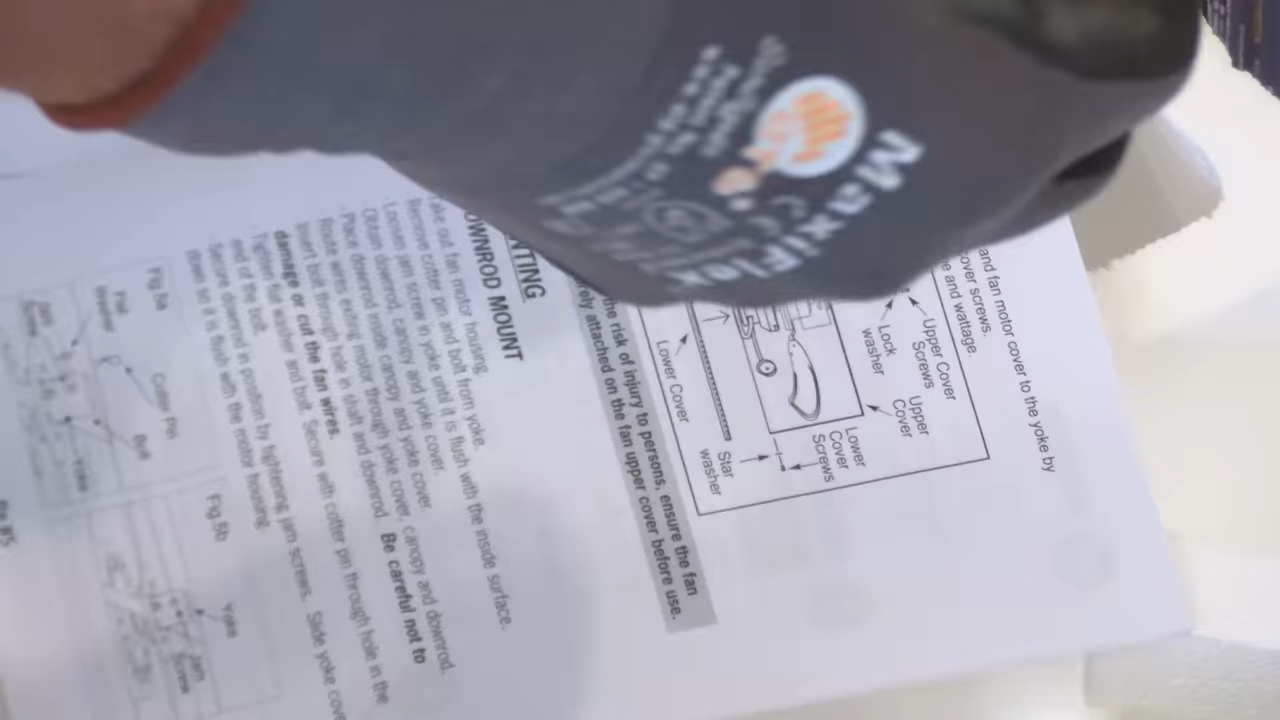 MaxiFlex
and fan motor cover to the yoke by
over screws.
e and wattage.
Upper Cover
Screws
Lock
washer
Upper
Cover
Lower
Cover
Screws
Lower Cover
Star
washer
the risk of injury to persons, ensure the fan
rely attached on the fan upper cover before use.
NTING
OWNROD MOUNT
ake out fan motor housing.
Remove cotter pin and bolt from yoke.
Loosen jam screw in yoke until it is flush with the inside surface.
Obtain downrod, canopy and yoke cover.
Place downrod inside canopy and yoke cover.
Route wires exiting motor through yoke cover, canopy and downrod.
Insert bolt through hole in shaft and downrod. Be careful not to
damage or cut the fan wires.
Tighten washer and bolt. Secure with cotter pin through hole in the
end of the bolt.
Secure downrod in position by tightening jam screws. Slide yoke cove
down so it is flush with the motor housing.
Fig.5a
Flat
Washer
Cotter Pin
Bolt
Yoke
Jam
Screw
Fig.5b
Yoke
Jam
Screw